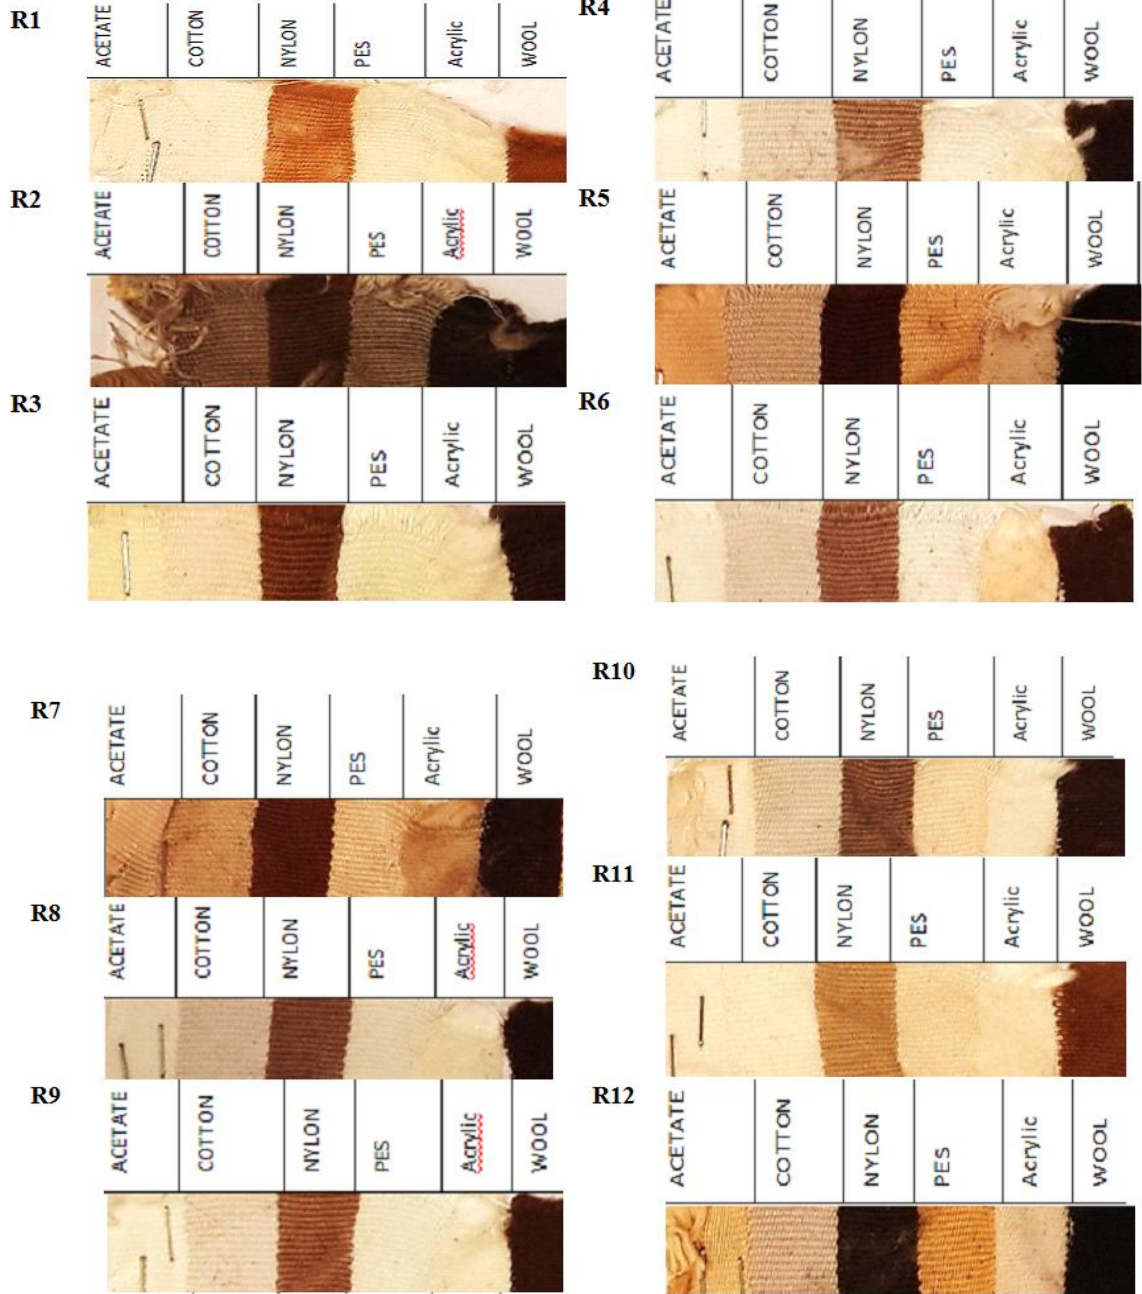 R1 ACETATE COTTON NYLON PES Acrylic WOOL
R2 ACETATE COTTON NYLON PES Acrylic WOOL
R3 ACETATE COTTON NYLON PES Acrylic WOOL
R4 ACETATE COTTON NYLON PES Acrylic WOOL
R5 ACETATE COTTON NYLON PES Acrylic WOOL
R6 ACETATE COTTON NYLON PES Acrylic WOOL
R7 ACETATE COTTON NYLON PES Acrylic WOOL
R8 ACETATE COTTON NYLON PES Acrylic WOOL
R9 ACETATE COTTON NYLON PES Acrylic WOOL
R10 ACETATE COTTON NYLON PES Acrylic WOOL
R11 ACETATE COTTON NYLON PES Acrylic WOOL
R12 ACETATE COTTON NYLON PES Acrylic WOOL